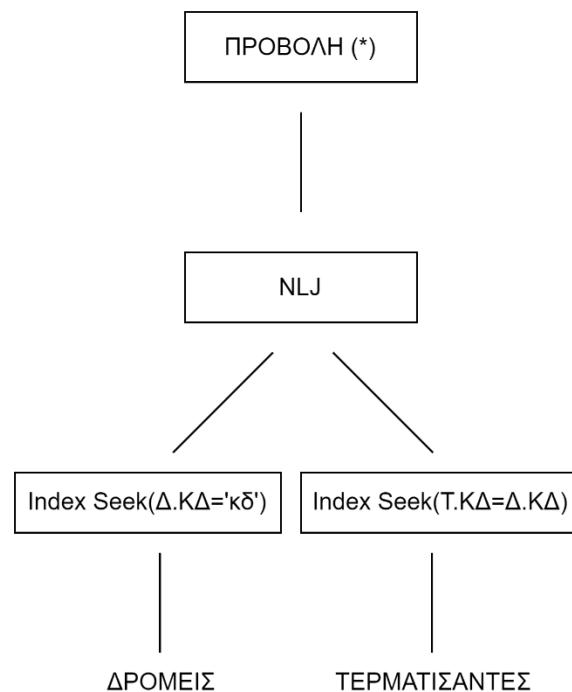 ΠΡΟΒΟΛΗ (*)
NLJ
Index Seek(Δ.ΚΔ='κδ')
Index Seek(Τ.ΚΔ=Δ.ΚΔ)
ΔΡΟΜΕΙΣ
ΤΕΡΜΑΤΙΣΑΝΤΕΣ